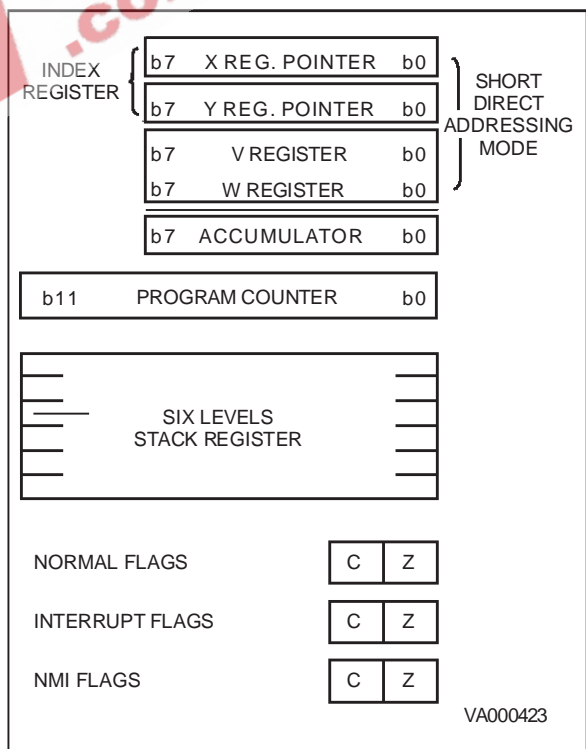 .co
INDEX
REGISTER
b7 X REG. POINTER b0
b7 Y REG. POINTER b0
b7 V REGISTER b0
b7 W REGISTER b0
SHORT
DIRECT
ADDRESSING
MODE
b7 ACCUMULATOR b0
b11 PROGRAM COUNTER b0
SIX LEVELS
STACK REGISTER
NORMAL FLAGS C Z
INTERRUPT FLAGS C Z
NMI FLAGS C Z
VA000423